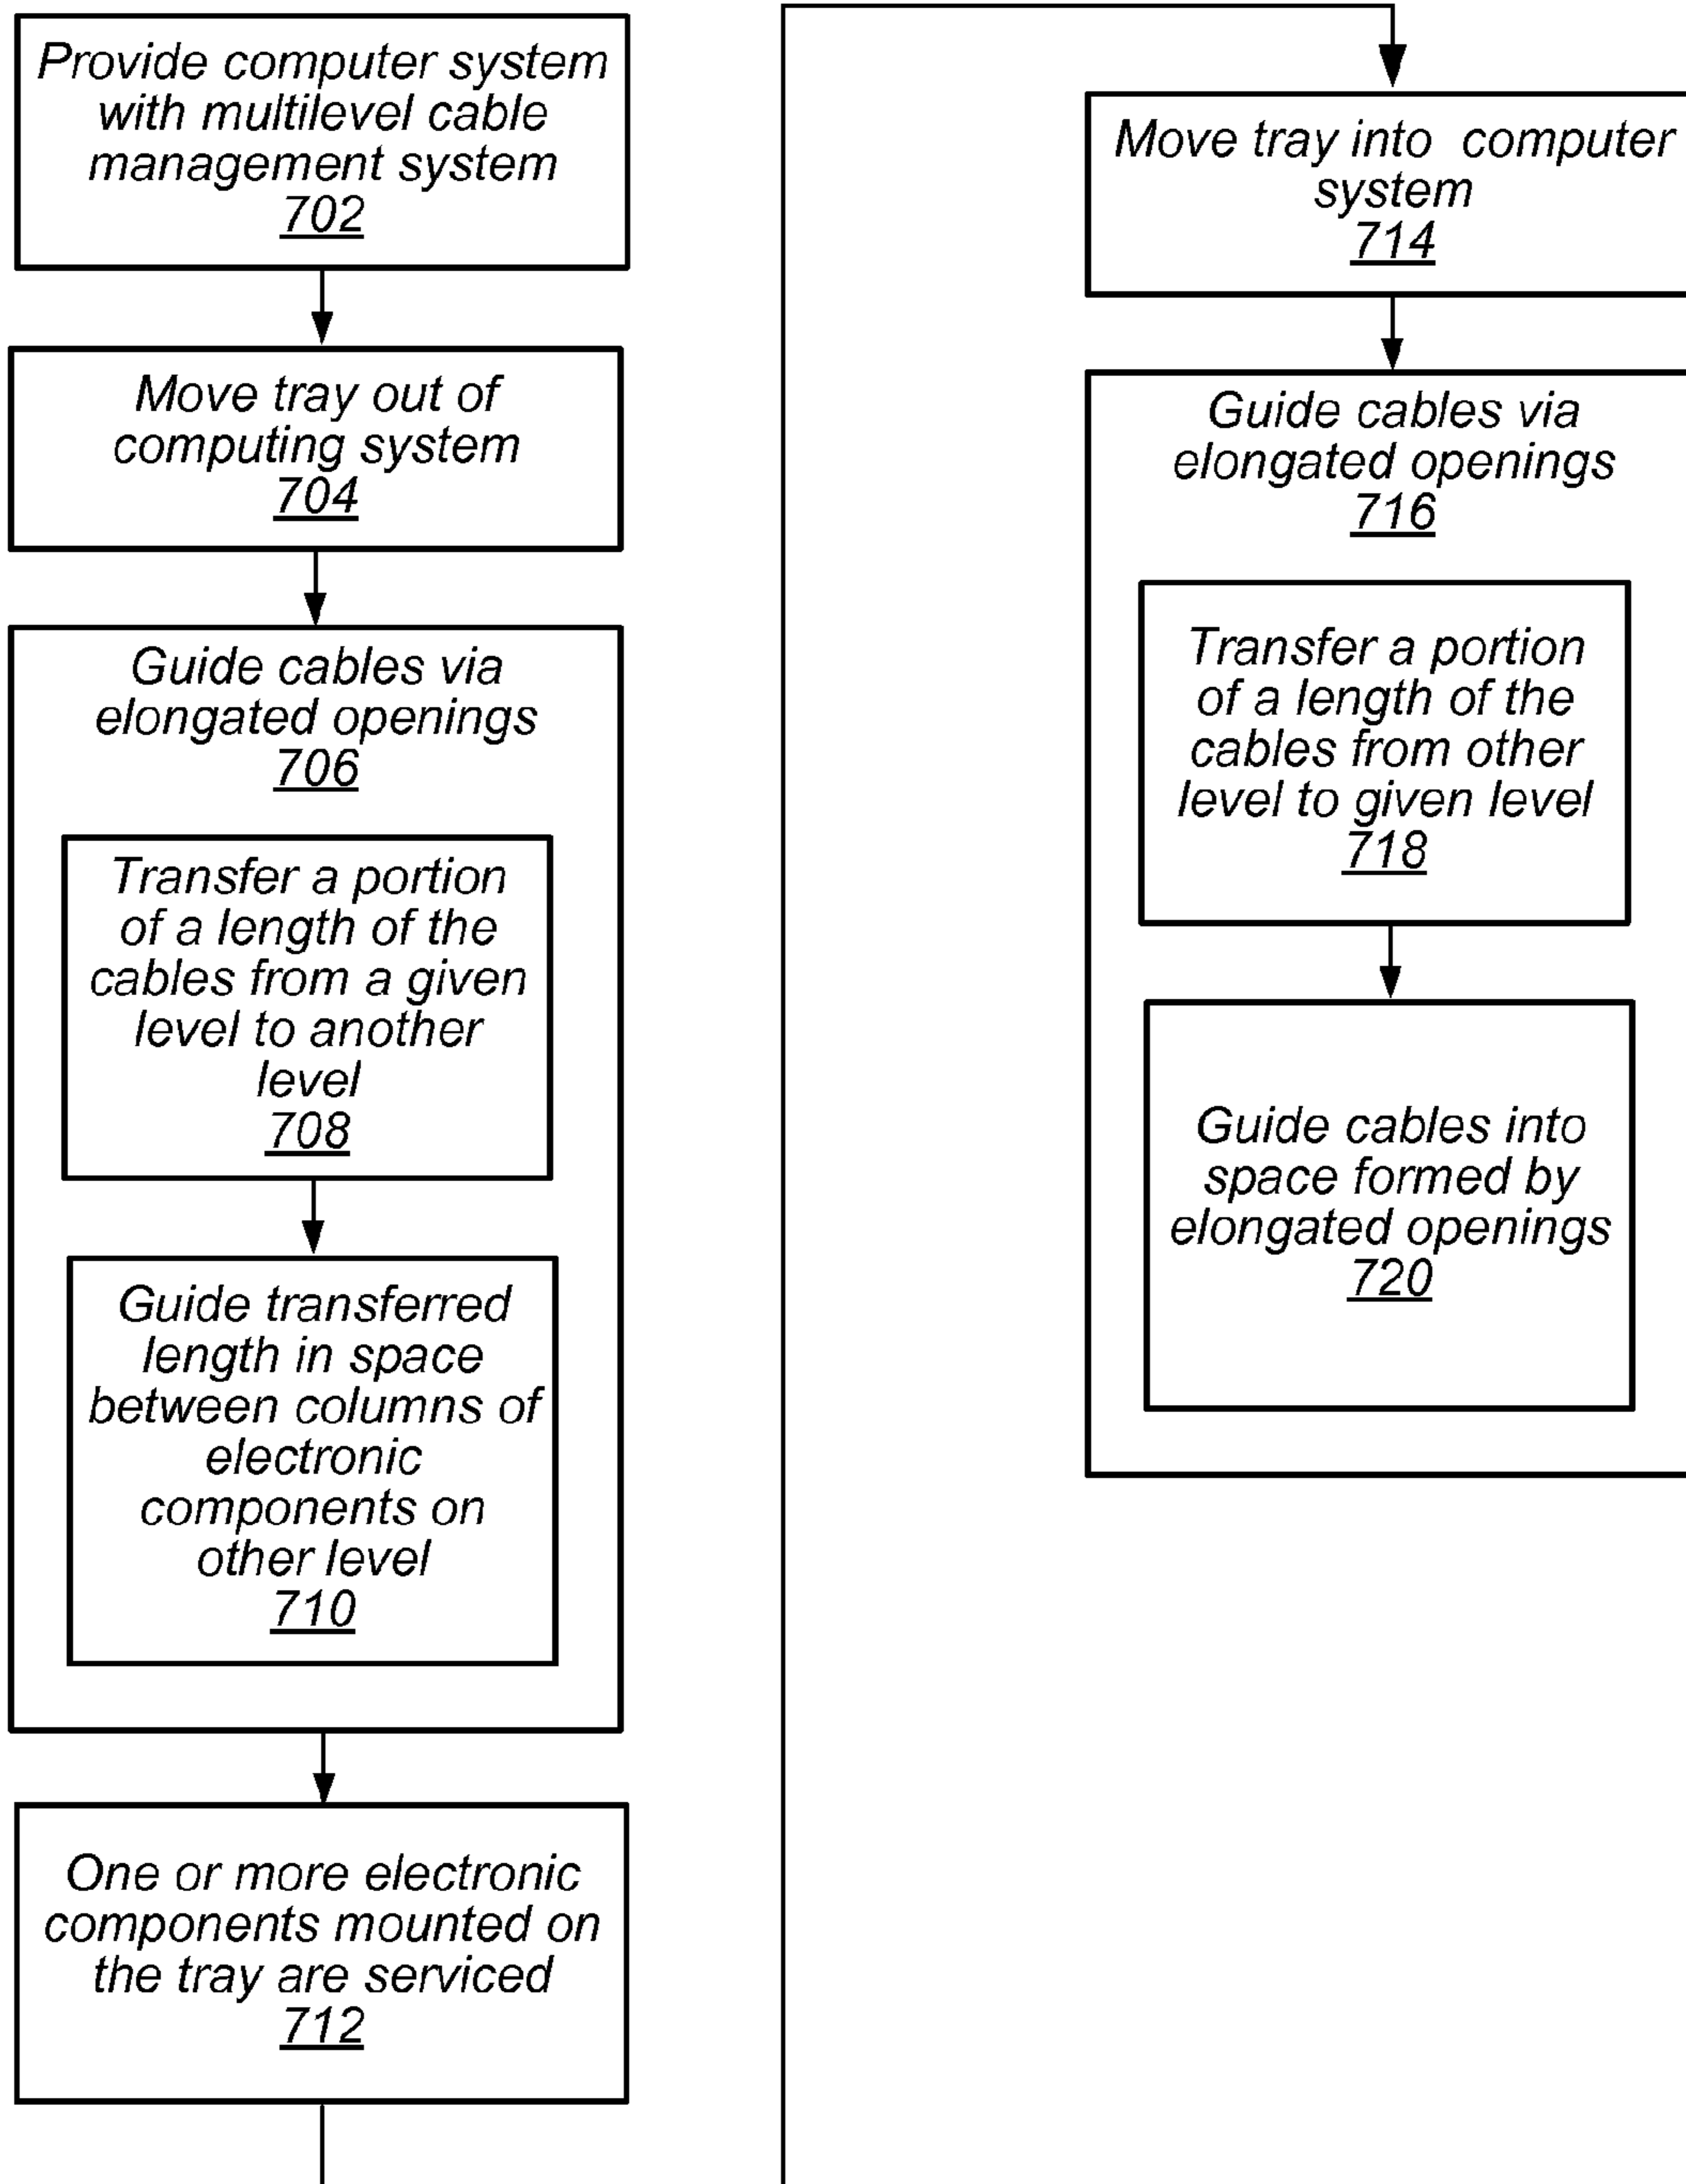 Provide computer system
with multilevel cable
management system
702
Move tray out of
computing system
704
Guide cables via
elongated openings
706
Transfer a portion
of a length of the
cables from a given
level to another
level
708
Guide transferred
length in space
between columns of
electronic
components on
other level
710
One or more electronic
components mounted on
the tray are serviced
712
Move tray into computer
system
714
Guide cables via
elongated openings
716
Transfer a portion
of a length of the
cables from other
level to given level
718
Guide cables into
space formed by
elongated openings
720